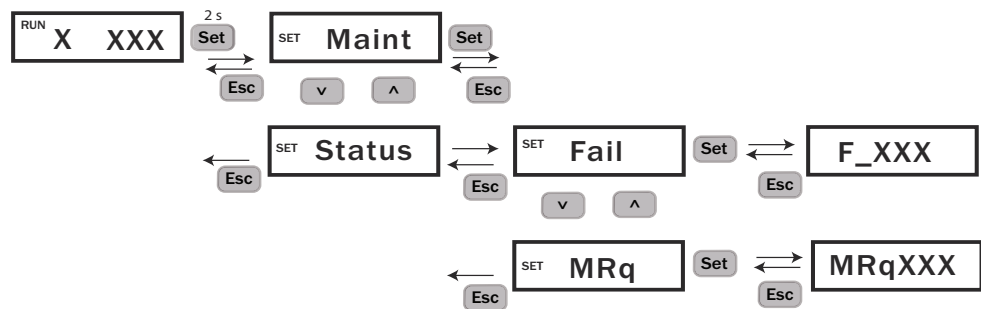 2 s
RUN X XXX Set SET Maint Set
Esc v ^ Esc
SET Status SET Fail Set F_XXX
Esc Esc Esc
v ^
SET MRq Set MRqXXX
Esc Esc